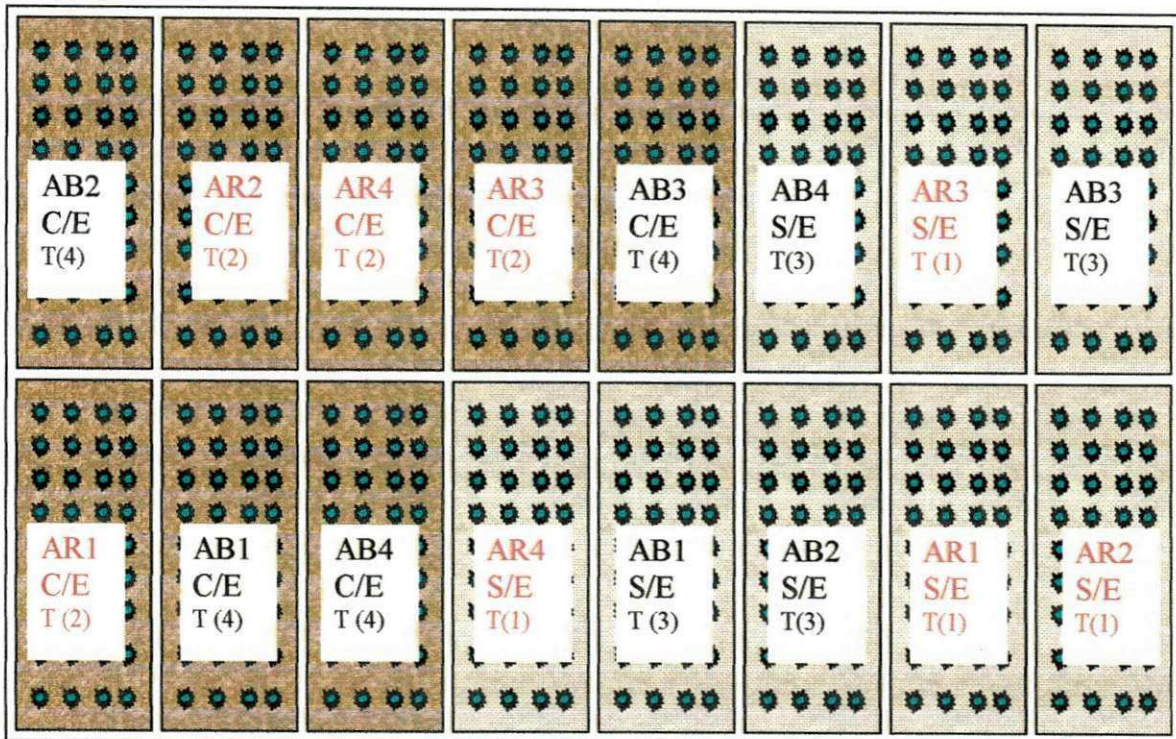 AB2
C/E
T(4)
AR2
C/E
T(2)
AR4
C/E
T (2)
AR3
C/E
T(2)
AB3
C/E
T (4)
AB4
S/E
T(3)
AR3
S/E
T (1)
AB3
S/E
T(3)
AR1
C/E
T (2)
AB1
C/E
T (4)
AB4
C/E
T (4)
AR4
S/E
T(1)
AB1
S/E
T (3)
AB2
S/E
T(3)
AR1
S/E
T(1)
AR2
S/E
T(1)